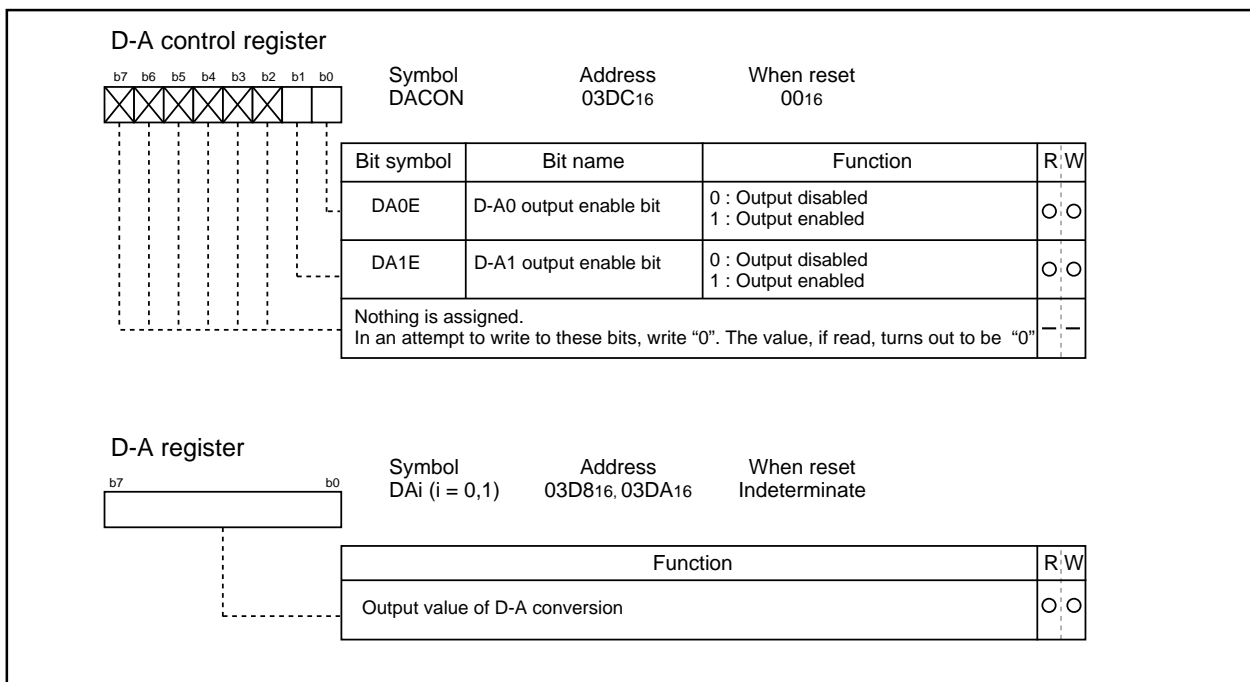 D-A control register
b7 b6 b5 b4 b3 b2 b1 b0
Symbol Address When reset
DACON 03DC16 0016
Bit symbol Bit name Function R W
DA0E D-A0 output enable bit 0 : Output disabled
1 : Output enabled
DA1E D-A1 output enable bit 0 : Output disabled
1 : Output enabled
Nothing is assigned.
In an attempt to write to these bits, write “0”. The value, if read, turns out to be “0”
D-A register
b7 b0
Symbol Address When reset
DAi (i = 0,1) 03D816, 03DA16 Indeterminate
Function R W
Output value of D-A conversion